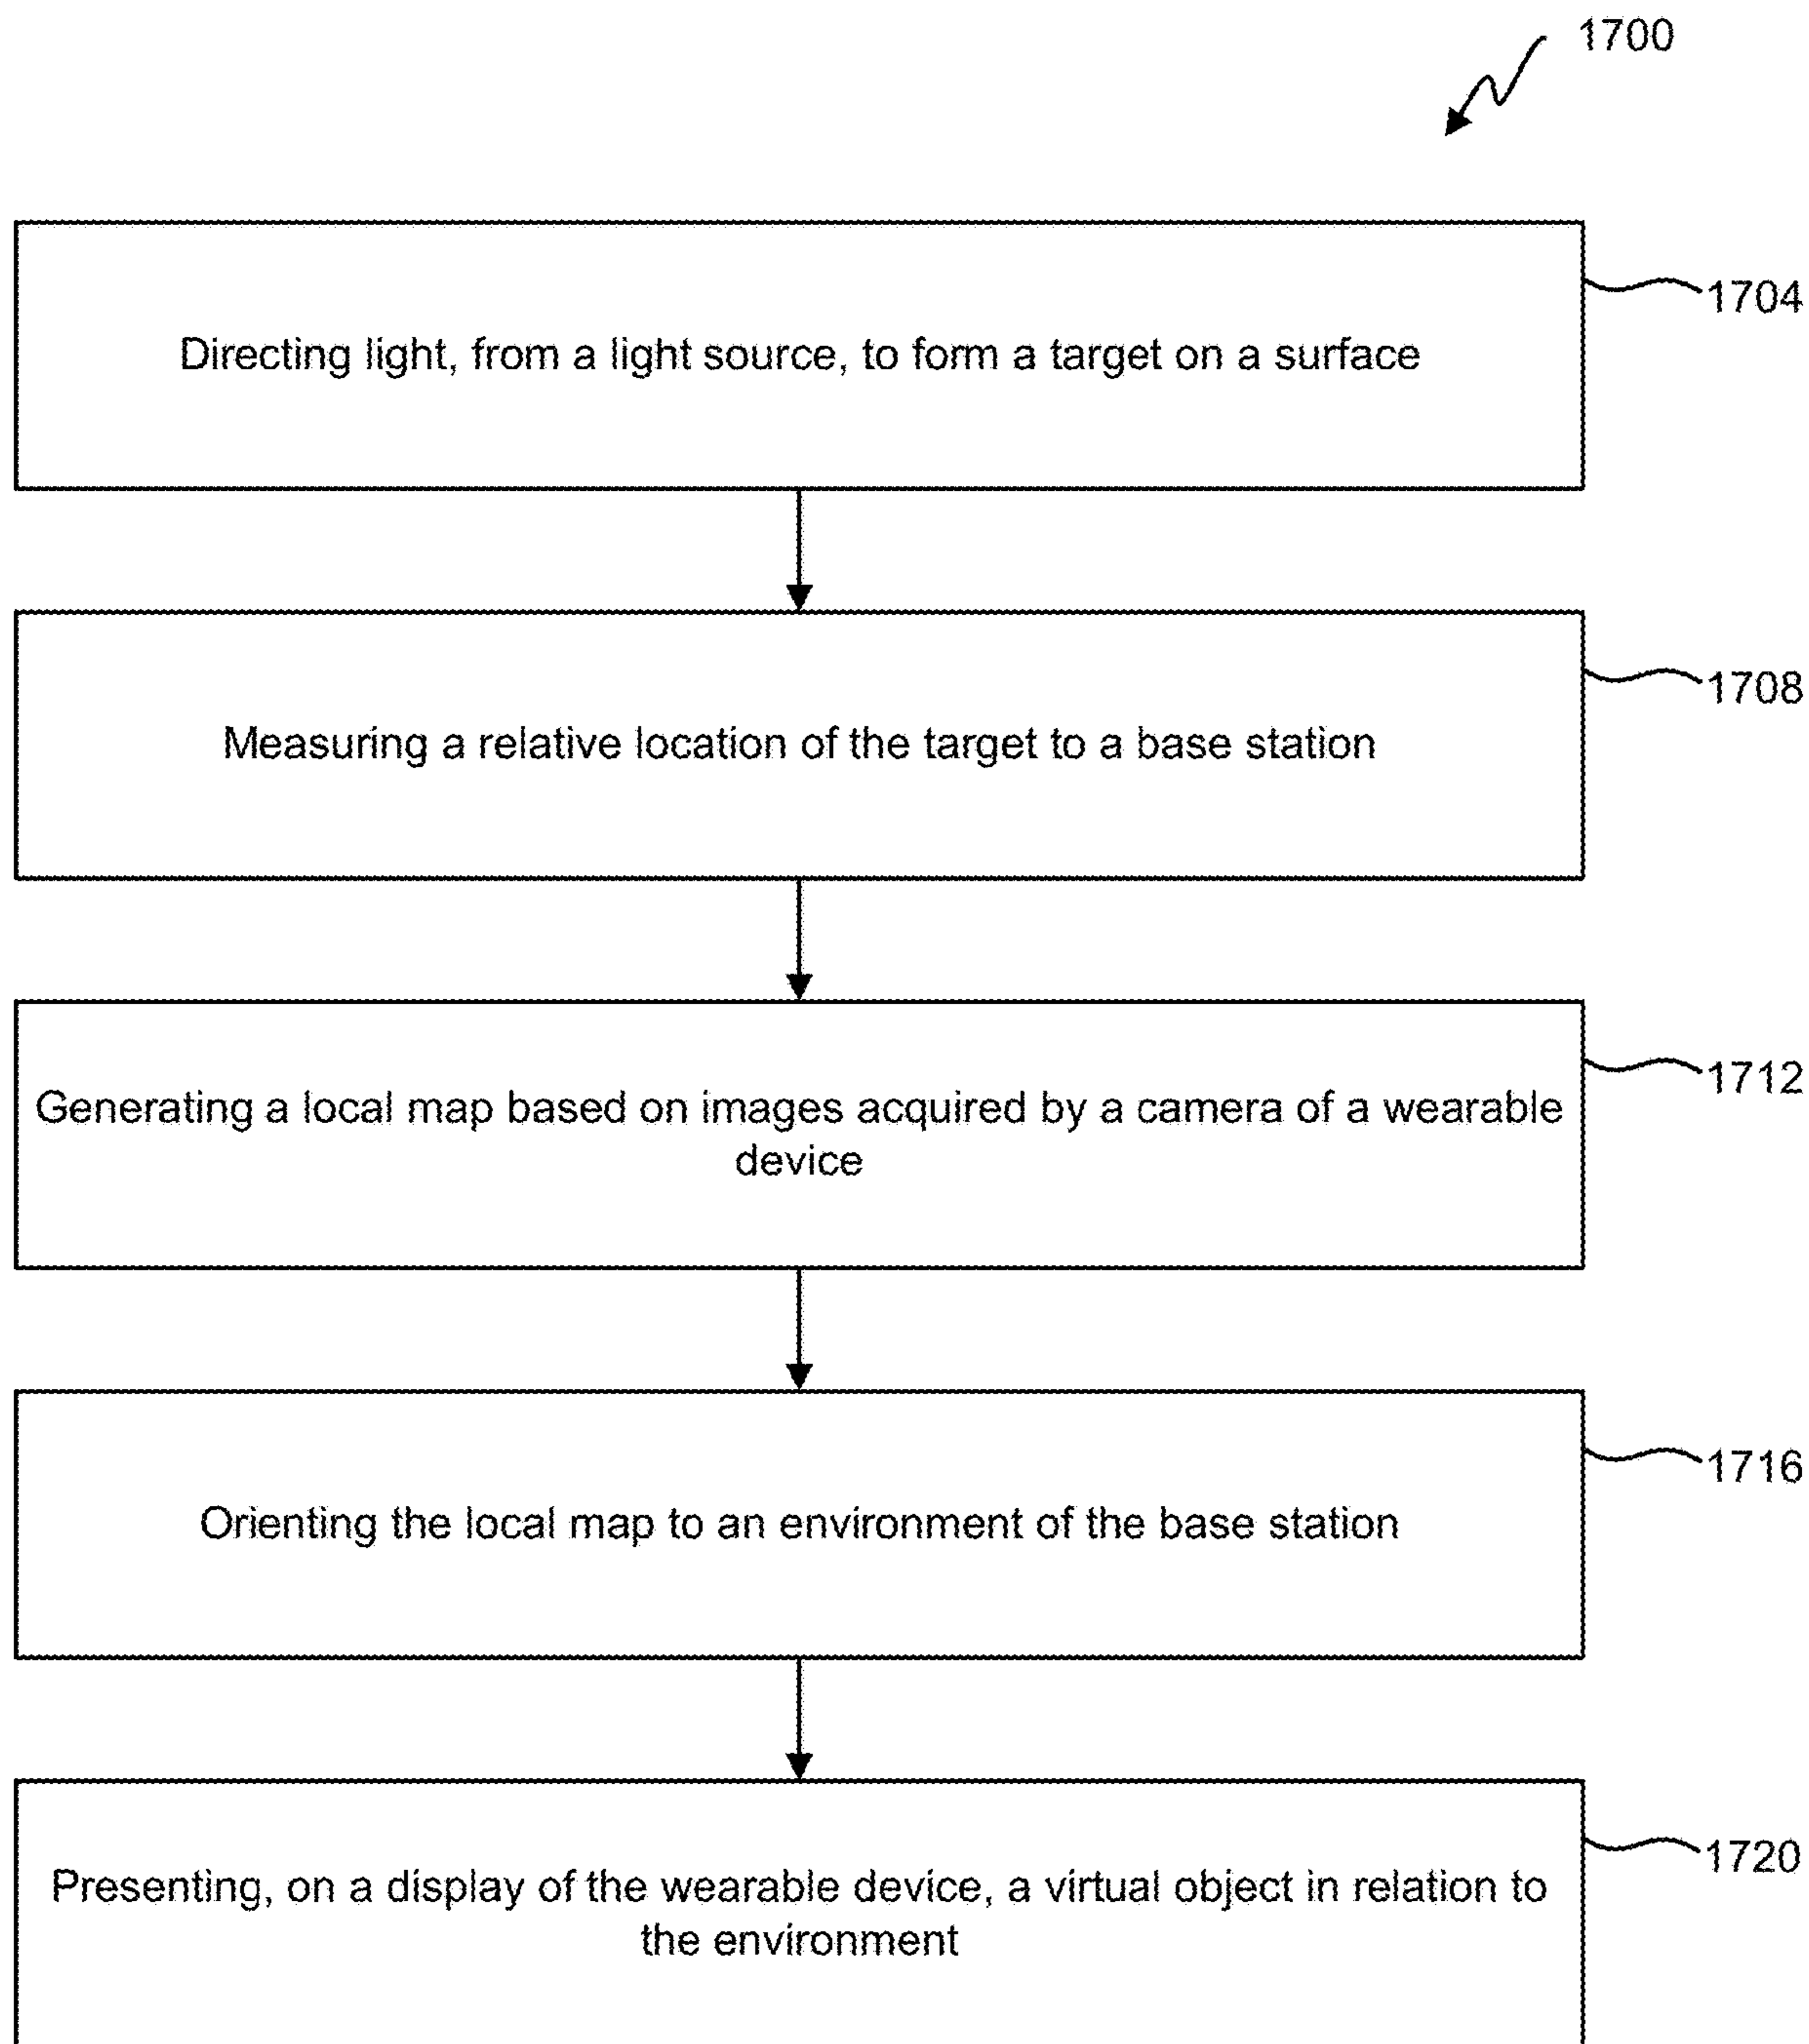 1700
Directing light, from a light source, to form a target on a surface
1704
Measuring a relative location of the target to a base station
1708
Generating a local map based on images acquired by a camera of a wearable
device
1712
Orienting the local map to an environment of the base station
1716
Presenting, on a display of the wearable device, a virtual object in relation to
the environment
1720